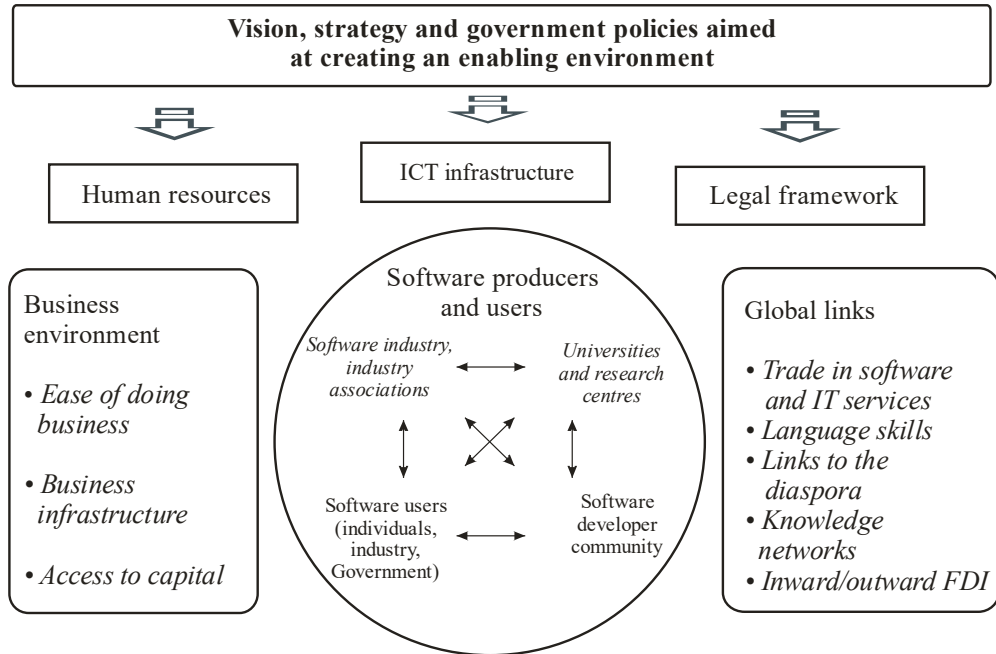 Vision, strategy and government policies aimed
at creating an enabling environment
Human resources
ICT infrastructure
Legal framework
Business
environment
• Ease of doing
business
• Business
infrastructure
• Access to capital
Software producers
and users
Software industry,
industry
associations
Universities
and research
centres
Software users
(individuals,
industry,
Government)
Software
developer
community
Global links
• Trade in software
and IT services
• Language skills
• Links to the
diaspora
• Knowledge
networks
• Inward/outward FDI